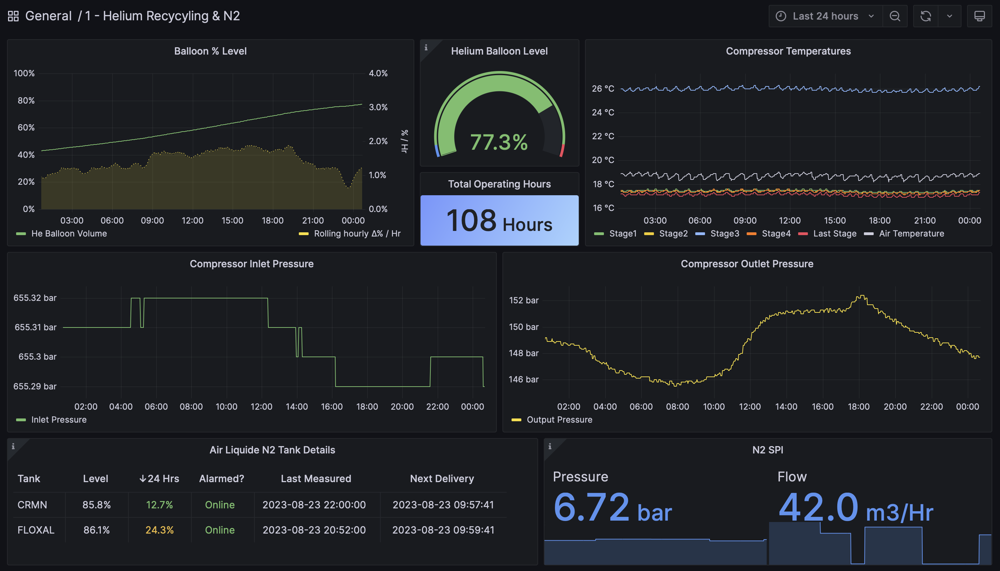 General / 1 - Helium Recycyling & N2
Last 24 hours
Balloon % Level
100%
80%
60%
40%
20%
0%
4.0%
3.0%
2.0%
1.0%
0.0%
% / Hr
03:00 06:00 09:00 12:00 15:00 18:00 21:00 00:00
He Balloon Volume
Rolling hourly Δ% / Hr
i
Helium Balloon Level
77.3%
Total Operating Hours
108 Hours
Compressor Temperatures
26 °C
24 °C
22 °C
20 °C
18 °C
16 °C
03:00 06:00 09:00 12:00 15:00 18:00 21:00 00:00
Stage1 Stage2 Stage3 Stage4 Last Stage Air Temperature
Compressor Inlet Pressure
655.32 bar
655.31 bar
655.3 bar
655.29 bar
02:00 04:00 06:00 08:00 10:00 12:00 14:00 16:00 18:00 20:00 22:00 00:00
Inlet Pressure
Compressor Outlet Pressure
152 bar
150 bar
148 bar
146 bar
02:00 04:00 06:00 08:00 10:00 12:00 14:00 16:00 18:00 20:00 22:00 00:00
Output Pressure
i
Air Liquide N2 Tank Details
Tank Level ↓24 Hrs Alarmed? Last Measured Next Delivery
CRMN 85.8% 12.7% Online 2023-08-23 22:00:00 2023-08-23 09:57:41
FLOXAL 86.1% 24.3% Online 2023-08-23 20:52:00 2023-08-23 09:59:41
i
N2 SPI
Pressure
6.72 bar
Flow
42.0 m3/Hr